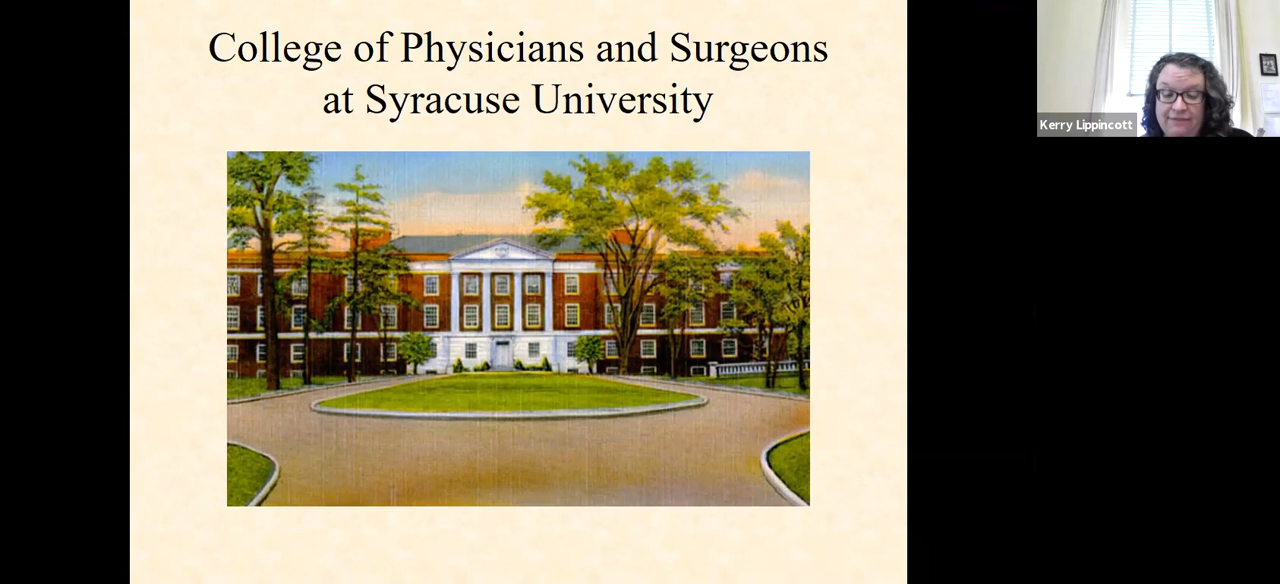 College of Physicians and Surgeons
at Syracuse University
Kerry Lippincott